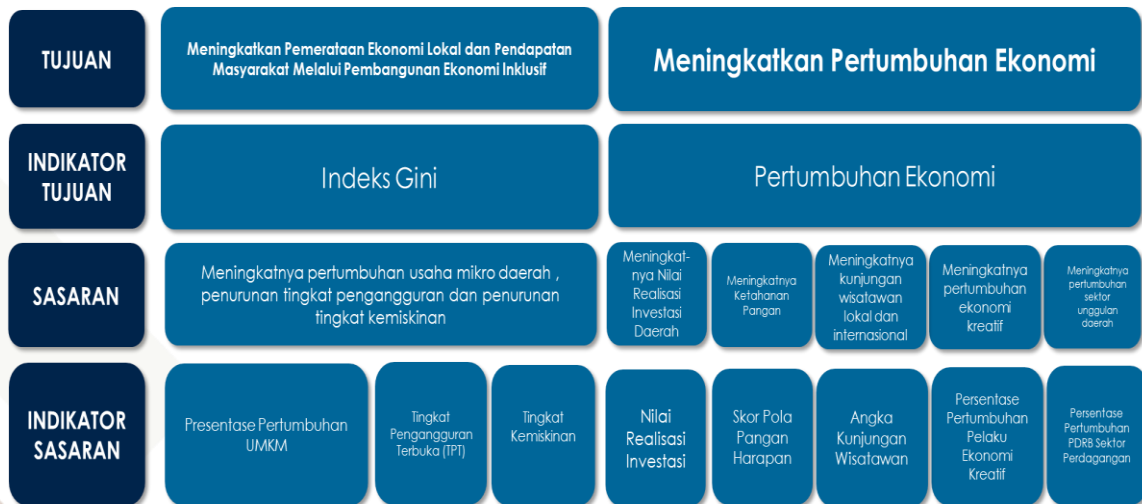 TUJUAN
Meningkatkan Pemerataan Ekonomi Lokal dan Pendapatan
Masyarakat Melalui Pembangunan Ekonomi Inklusif
Meningkatkan Pertumbuhan Ekonomi
INDIKATOR
TUJUAN
Indeks Gini
Pertumbuhan Ekonomi
SASARAN
Meningkatnya pertumbuhan usaha mikro daerah ,
penurunan tingkat pengangguran dan penurunan
tingkat kemiskinan
Meningkat-
nya Nilai
Realisasi
Investasi
Daerah
Meningkatnya
Ketahanan
Pangan
Meningkatnya
kunjungan
wisatawan
lokal dan
internasional
Meningkatnya
pertumbuhan
ekonomi
kreatif
Meningkatnya
pertumbuhan
sektor
unggulan
daerah
INDIKATOR
SASARAN
Presentase Pertumbuhan
UMKM
Tingkat
Pengangguran
Terbuka (TPT)
Tingkat
Kemiskinan
Nilai
Realisasi
Investasi
Skor Pola
Pangan
Harapan
Angka
Kunjungan
Wisatawan
Persentase
Pertumbuhan
Pelaku
Ekonomi
Kreatif
Persentase
Pertumbuhan
PDRB Sektor
Perdagangan